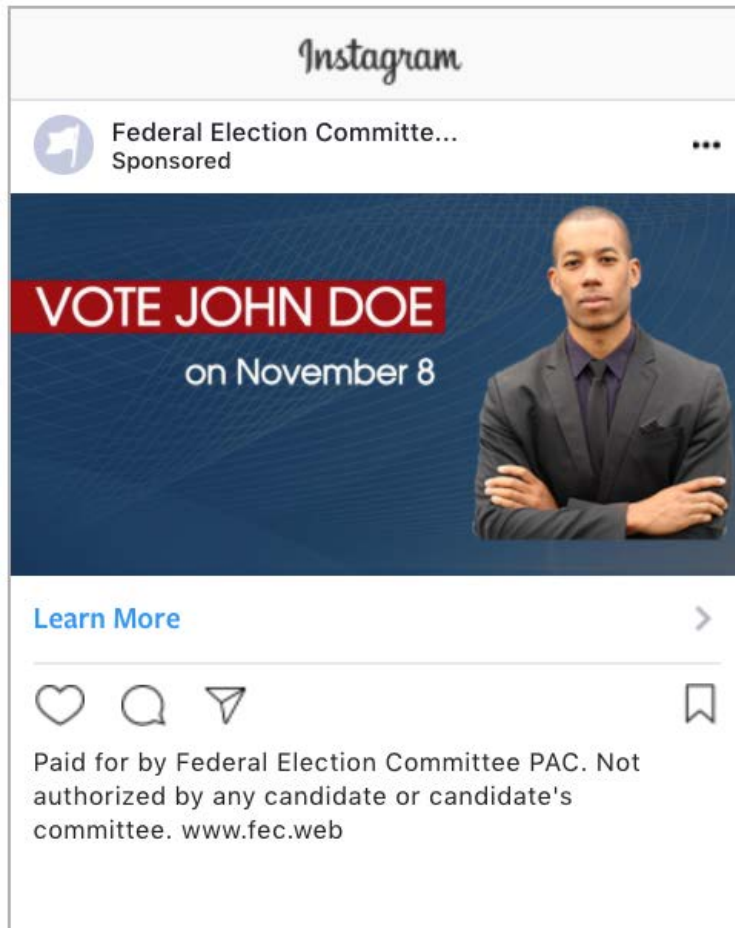 Instagram
Federal Election Committe...
Sponsored
VOTE JOHN DOE
on November 8
Learn More
Paid for by Federal Election Committee PAC. Not
authorized by any candidate or candidate's
committee. www.fec.web